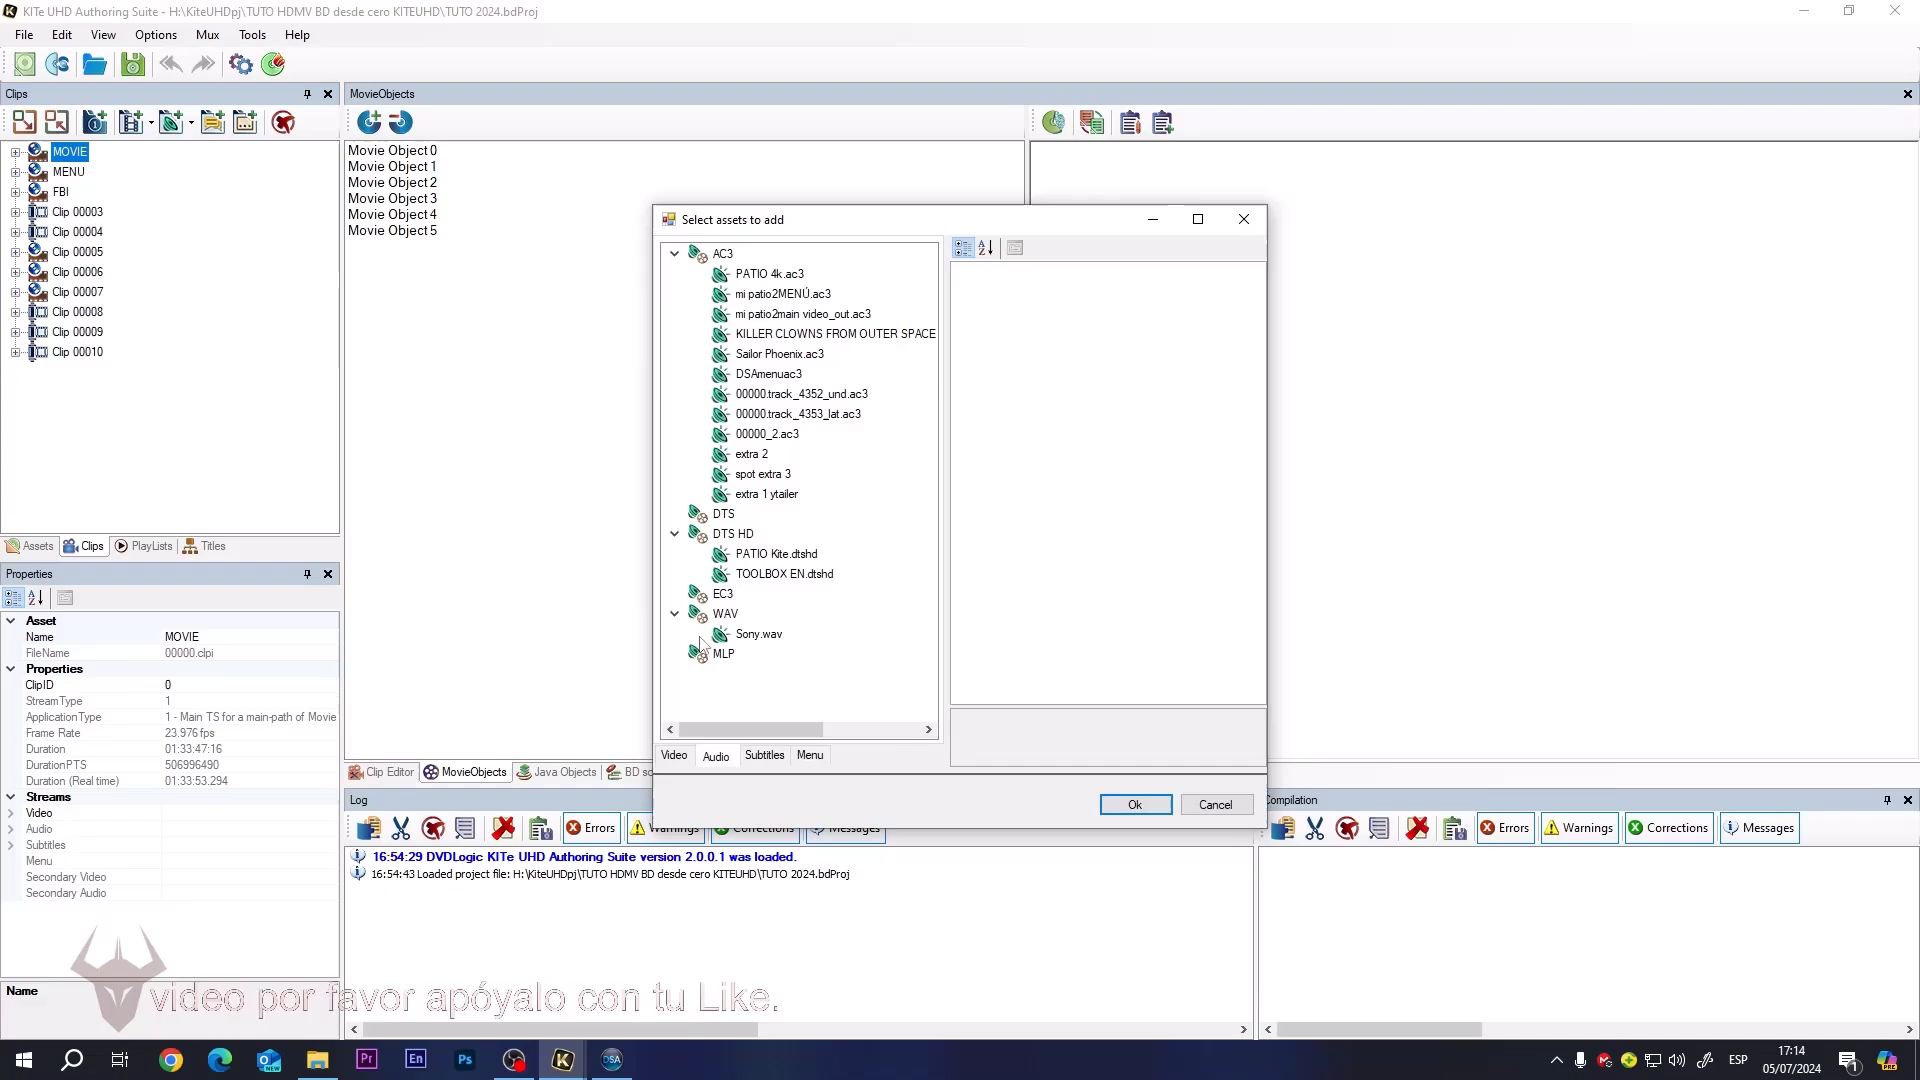 KITe UHD Authoring Suite - H:\KiteUHDpj\TUTO HDMV BD desde cero KITEUHD\TUTO 2024.bdProj
File Edit View Options Mux Tools Help
Clips
MOVIE
MENU
FBI
Clip 00003
Clip 00004
Clip 00005
Clip 00006
Clip 00007
Clip 00008
Clip 00009
Clip 00010
Assets Clips PlayLists Titles
Properties
Asset
Name MOVIE
FileName 00000.clpi
Properties
ClipID 0
StreamType 1
ApplicationType 1 - Main TS for a main-path of Movie
Frame Rate 23.976 fps
Duration 01:33:47:16
DurationPTS 506996490
Duration (Real time) 01:33:53.294
Streams
Video
Audio
Subtitles
Menu
Secondary Video
Secondary Audio
Name
MovieObjects
Movie Object 0
Movie Object 1
Movie Object 2
Movie Object 3
Movie Object 4
Movie Object 5
Clip Editor MovieObjects Java Objects BD
Select assets to add
AC3
PATIO 4k.ac3
mi patio2MENÚ.ac3
mi patio2main video_out.ac3
KILLER CLOWNS FROM OUTER SPACE
Sailor Phoenix.ac3
DSAmenuac3
00000.track_4352_und.ac3
00000.track_4353_lat.ac3
00000_2.ac3
extra 2
spot extra 3
extra 1 ytailer
DTS
DTS HD
PATIO Kite.dtshd
TOOLBOX EN.dtshd
EC3
WAV
Sony.wav
MLP
Video Audio Subtitles Menu
Ok Cancel
Log
Errors Warnings Corrections Messages
16:54:29 DVDLogic KITe UHD Authoring Suite version 2.0.0.1 was loaded.
16:54:43 Loaded project file: H:\KiteUHDpj\TUTO HDMV BD desde cero KITEUHD\TUTO 2024.bdProj
Compilation
Errors Warnings Corrections Messages
video por favor apóyalo con tu Like.
ESP
17:14
05/07/2024